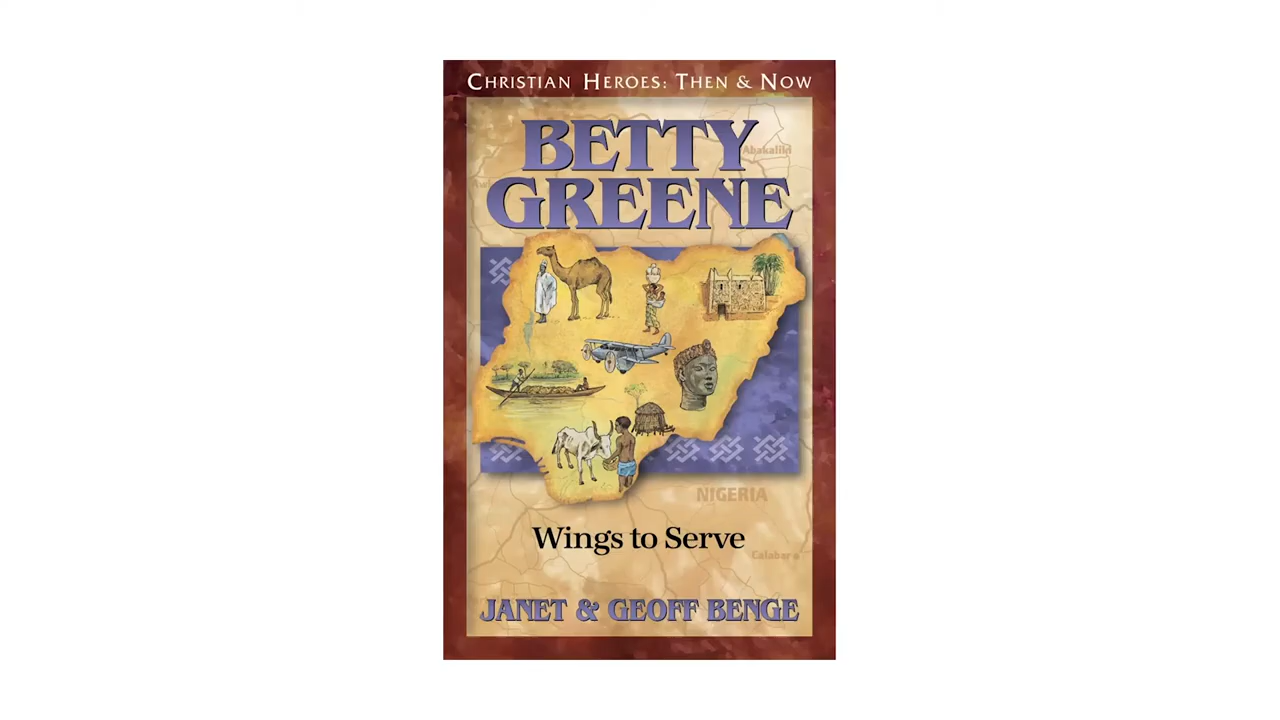 CHRISTIAN HEROES: THEN & NOW
BETTY
GREENE
Abakaliki
NIGERIA
Wings to Serve
Calabar
JANET & GEOFF BENGE